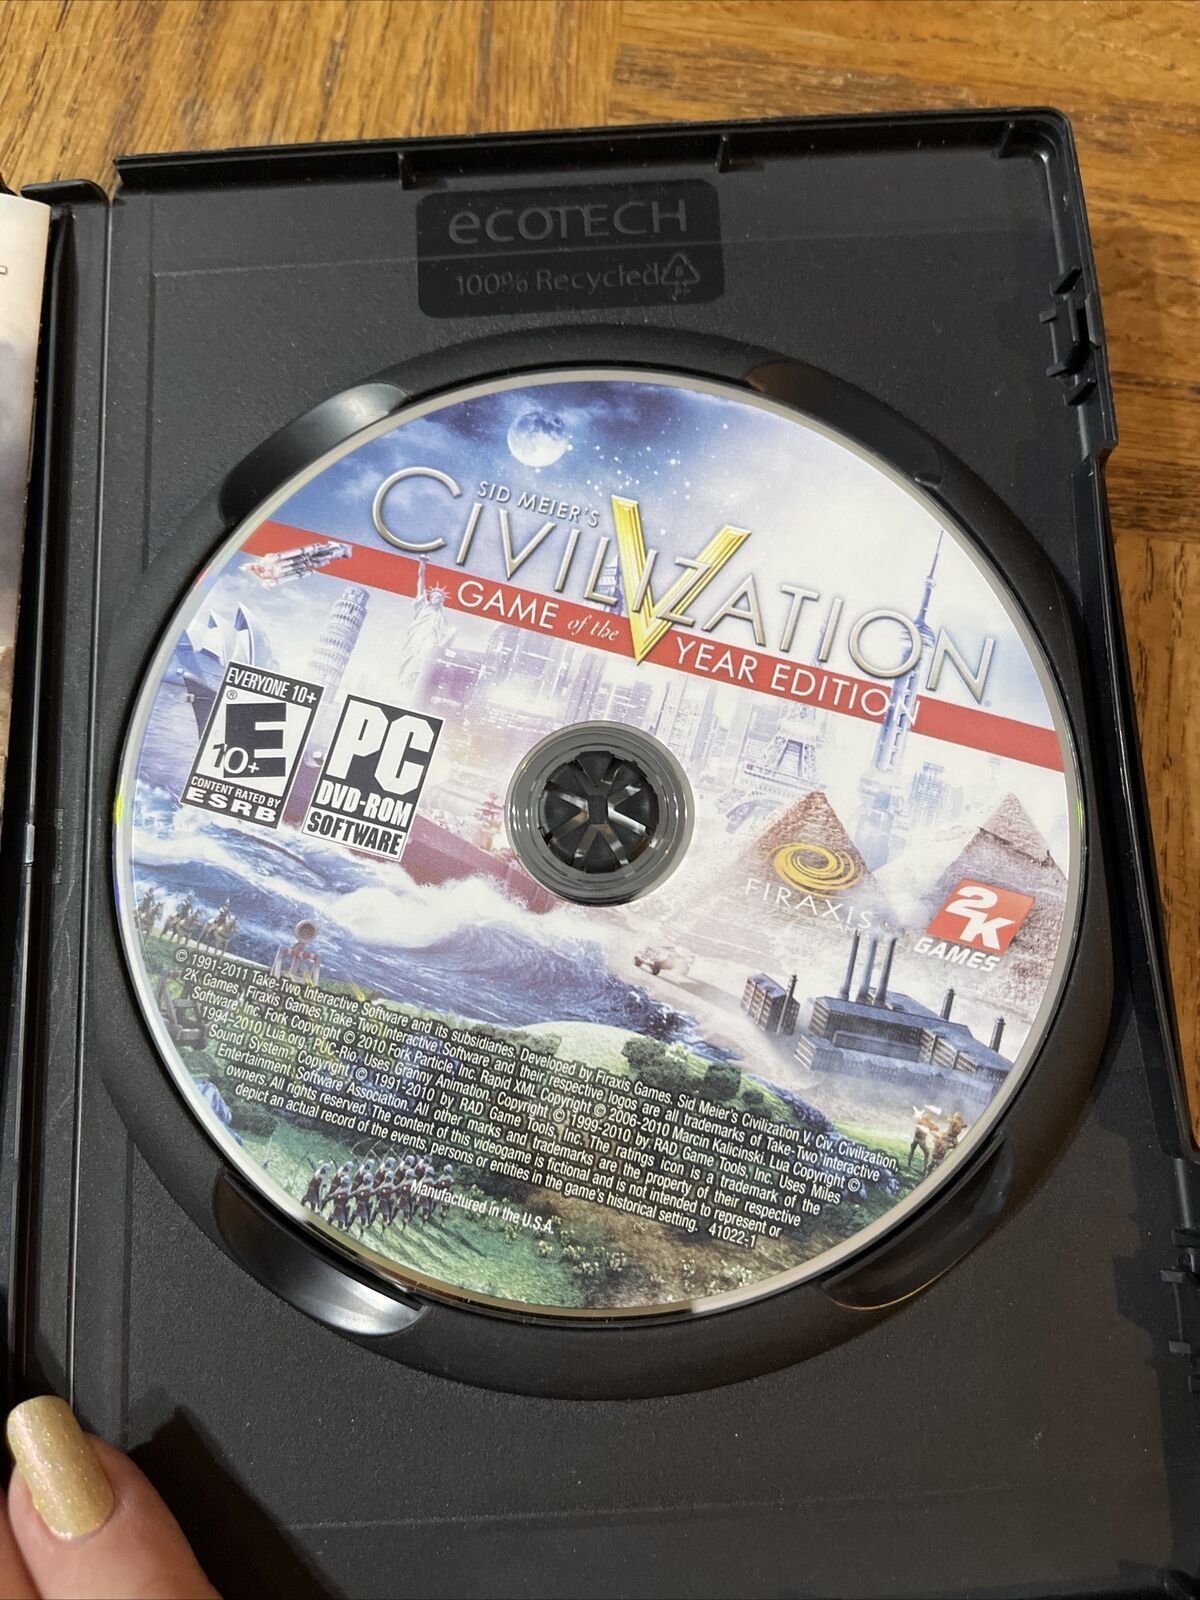 ecoTECH
100% Recycled
PP
SID MEIER'S
CIVILIZATION
V
GAME of the YEAR EDITION
EVERYONE 10+
E
10+
®
CONTENT RATED BY
ESRB
PC
DVD-ROM
SOFTWARE
FIRAXIS
GAMES
2K
GAMES
© 1991-2011 Take-Two Interactive Software and its subsidiaries. Developed by Firaxis Games. Sid Meier's Civilization V, Civ, Civilization,
2K Games, Firaxis Games, Take-Two Interactive Software, and their respective logos are all trademarks of Take-Two Interactive
Software, Inc. Fork Copyright © 2010 Fork Particle, Inc. Rapid XML Copyright © 2006-2010 Marcin Kalicinski. Lua Copyright ©
1994-2010 Lua.org. PUC-Rio. Uses Granny Animation. Copyright © 1999-2010 by RAD Game Tools, Inc. Uses Miles
Sound System. Copyright © 1991-2010 by RAD Game Tools, Inc. The ratings icon is a trademark of the
Entertainment Software Association. All other marks and trademarks are the property of their respective
owners. All rights reserved. The content of this videogame is fictional and is not intended to represent or
depict an actual record of the events, persons or entities in the game's historical setting. 41022-1
Manufactured in the U.S.A.